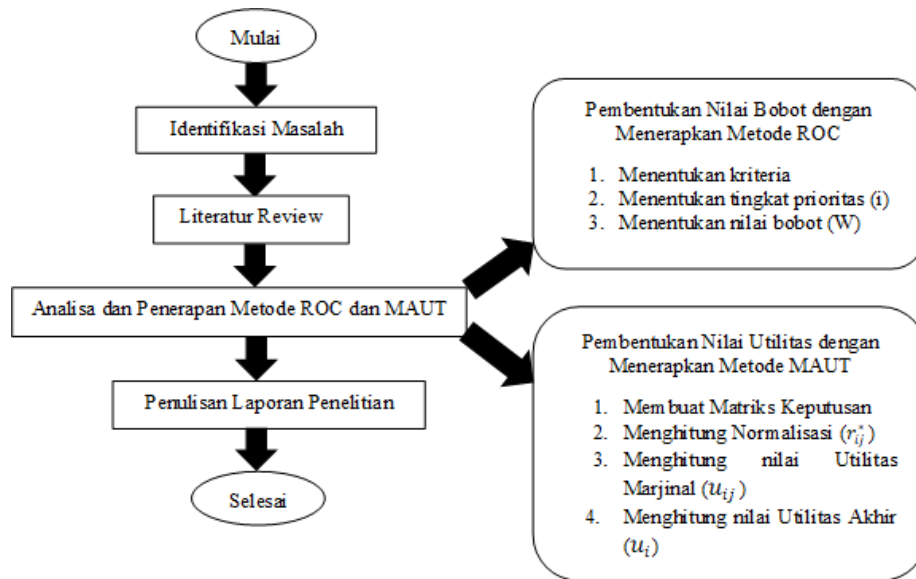 Mulai
Identifikasi Masalah
Literatur Review
Analisa dan Penerapan Metode ROC dan MAUT
Penulisan Laporan Penelitian
Selesai
Pembentukan Nilai Bobot dengan
Menerapkan Metode ROC
1. Menentukan kriteria
2. Menentukan tingkat prioritas (i)
3. Menentukan nilai bobot (W)
Pembentukan Nilai Utilitas dengan
Menerapkan Metode MAUT
1. Membuat Matriks Keputusan
2. Menghitung Normalisasi (r*ij)
3. Menghitung nilai Utilitas
Marjinal (uij)
4. Menghitung nilai Utilitas Akhir
(ui)